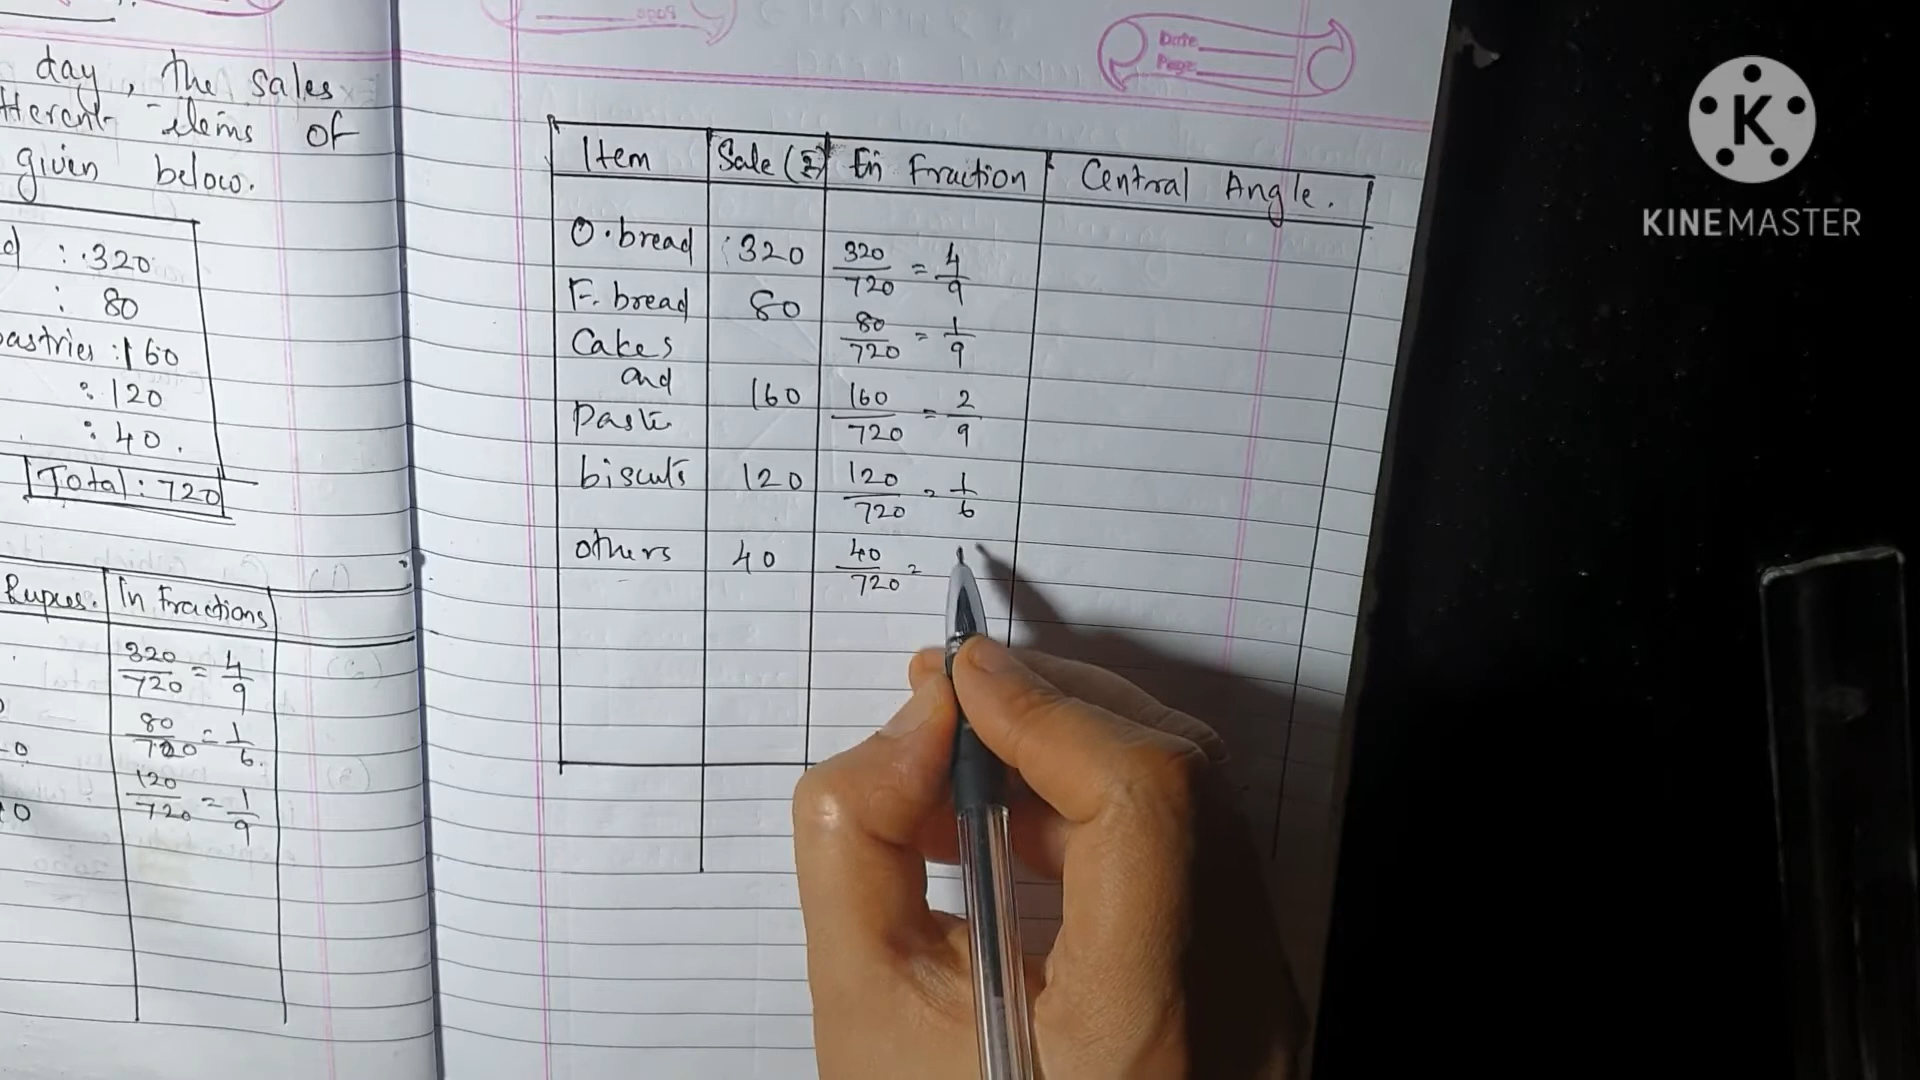 day, the sales
items of
given below.
: 320
: 80
pastries : 160
: 120
: 40.
Total : 720
Rupees. In Fractions
320/720 = 4/9
80/720 = 1/6.
120/720 = 1/9
Date
Page
Item Sale (₹) In Fraction Central Angle.
O.bread : 320 320/720 = 4/9
F. bread 80 80/720 = 1/9
Cakes
and
Paste 160 160/720 = 2/9
biscuts 120 120/720 = 1/6
others 40 40/720 =
K
KINEMASTER